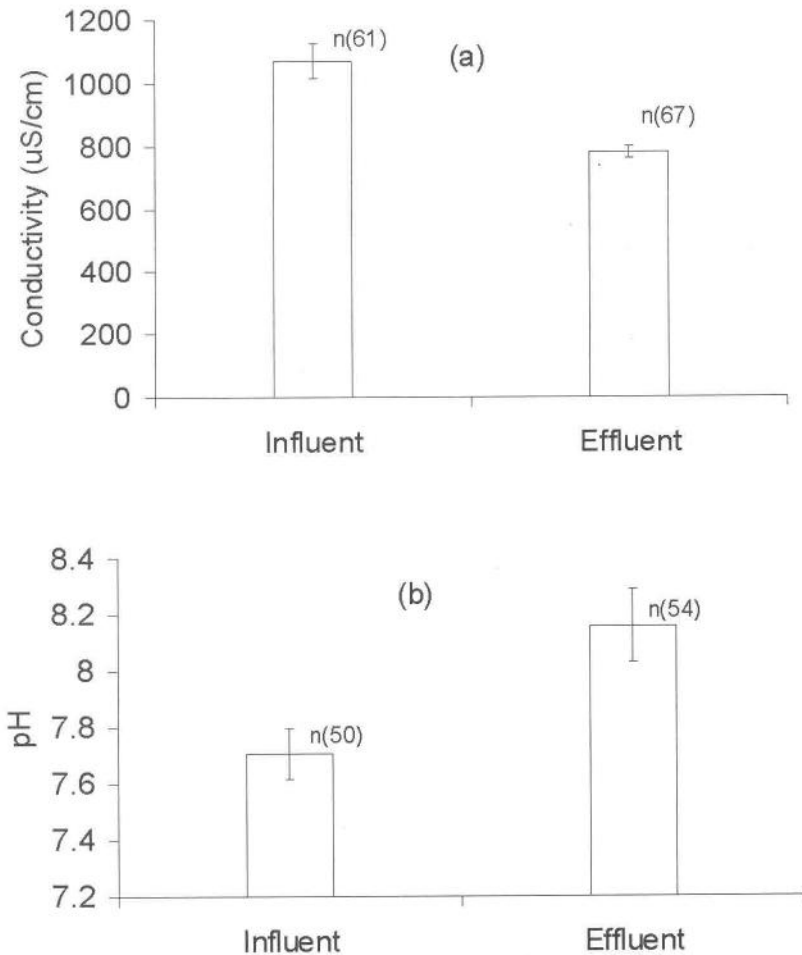 1200
n(61)
(a)
1000
n(67)
800
600
400
200
0
Conductivity (uS/cm)
Influent
Effluent
8.4
(b)
8.2
n(54)
8
7.8
n(50)
7.6
7.4
7.2
pH
Influent
Effluent